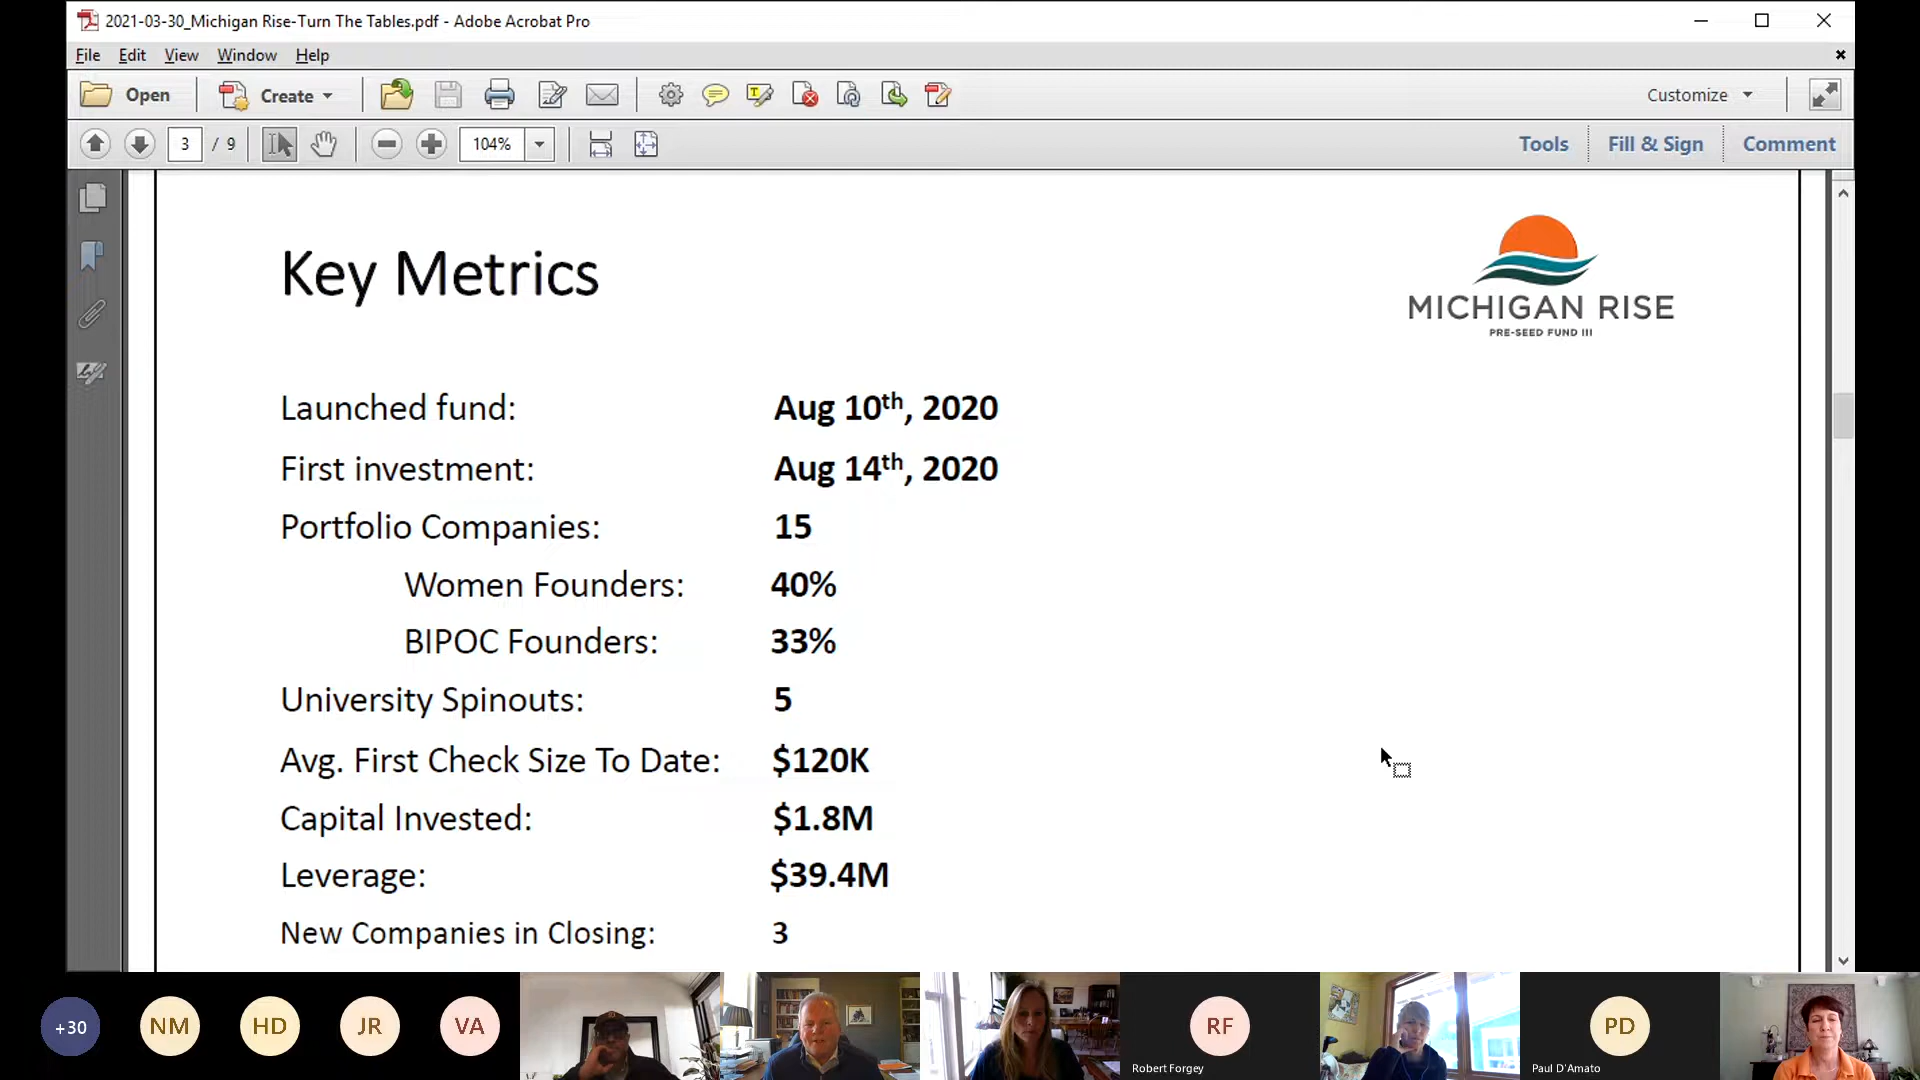 2021-03-30_Michigan Rise-Turn The Tables.pdf - Adobe Acrobat Pro
File Edit View Window Help
Open Create Customize
3 / 9 104% Tools Fill & Sign Comment
Key Metrics
MICHIGAN RISE
PRE-SEED FUND III
Launched fund: Aug 10th, 2020
First investment: Aug 14th, 2020
Portfolio Companies: 15
Women Founders: 40%
BIPOC Founders: 33%
University Spinouts: 5
Avg. First Check Size To Date: $120K
Capital Invested: $1.8M
Leverage: $39.4M
New Companies in Closing: 3
+30 NM HD JR VA RF PD
Robert Forgey Paul D'Amato